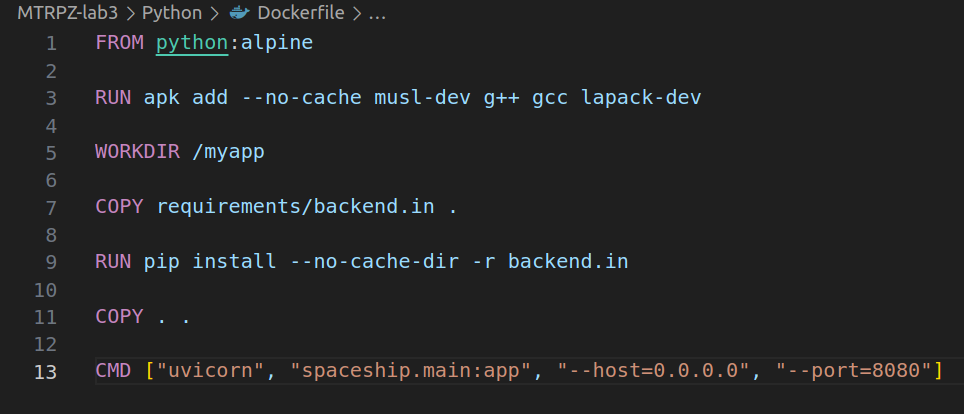 MTRPZ-lab3 > Python > Dockerfile > ...
1 FROM python:alpine
2
3 RUN apk add --no-cache musl-dev g++ gcc lapack-dev
4
5 WORKDIR /myapp
6
7 COPY requirements/backend.in .
8
9 RUN pip install --no-cache-dir -r backend.in
10
11 COPY . .
12
13 CMD ["uvicorn", "spaceship.main:app", "--host=0.0.0.0", "--port=8080"]